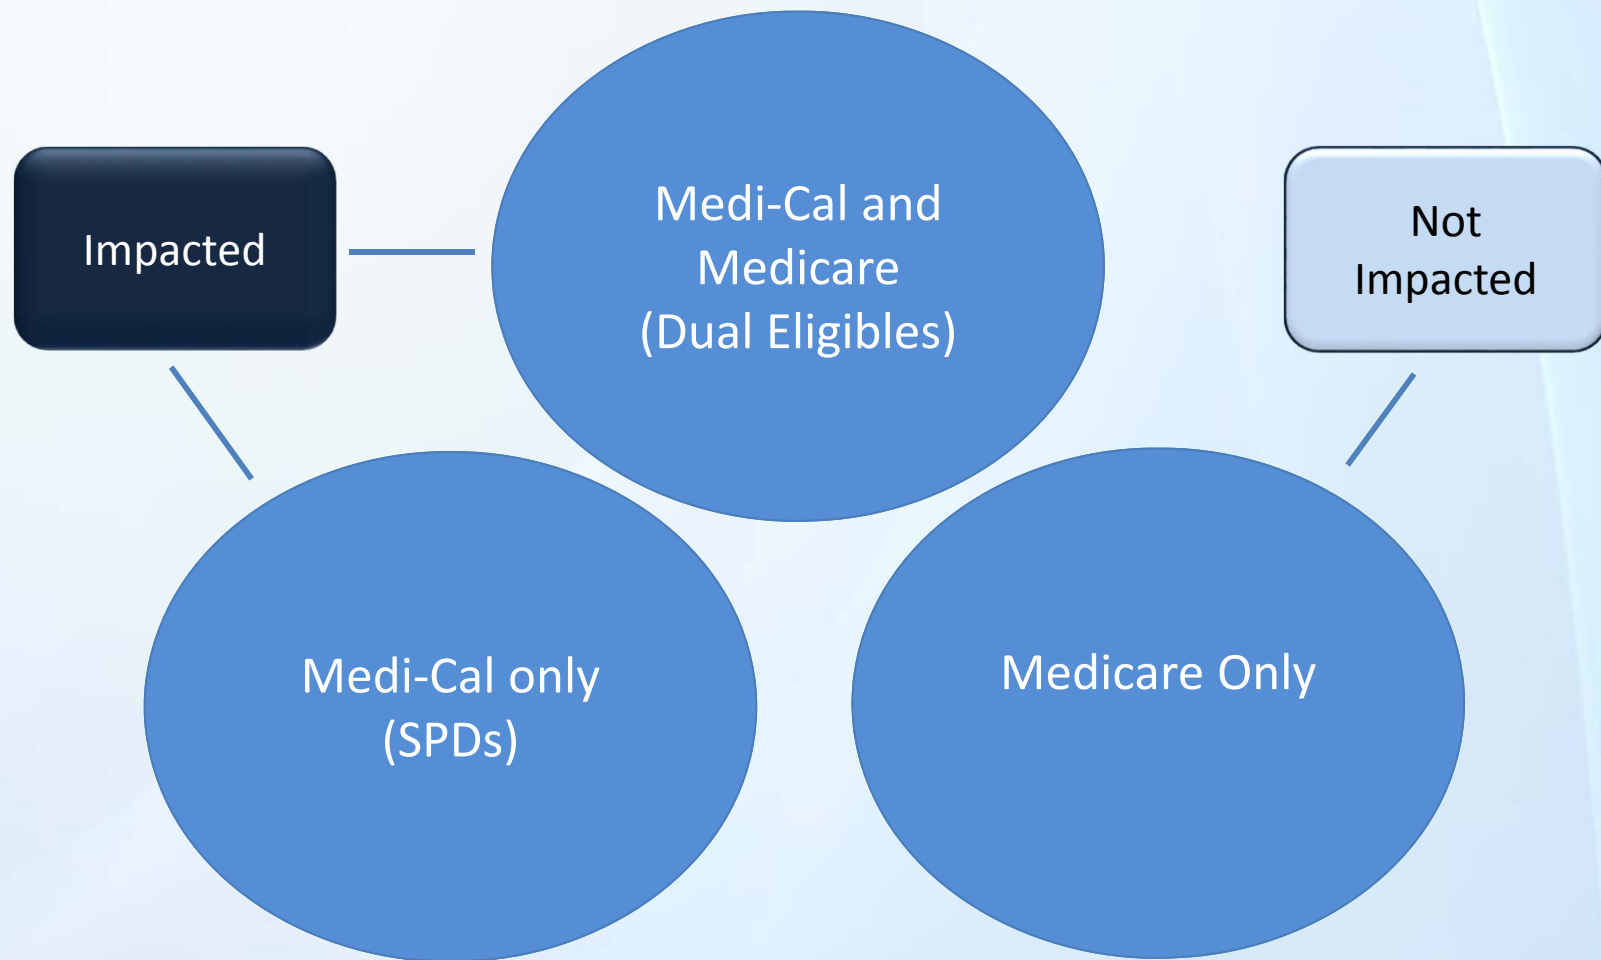 Impacted
Medi-Cal and
Medicare
(Dual Eligibles)
Not
Impacted
Medi-Cal only
(SPDs)
Medicare Only